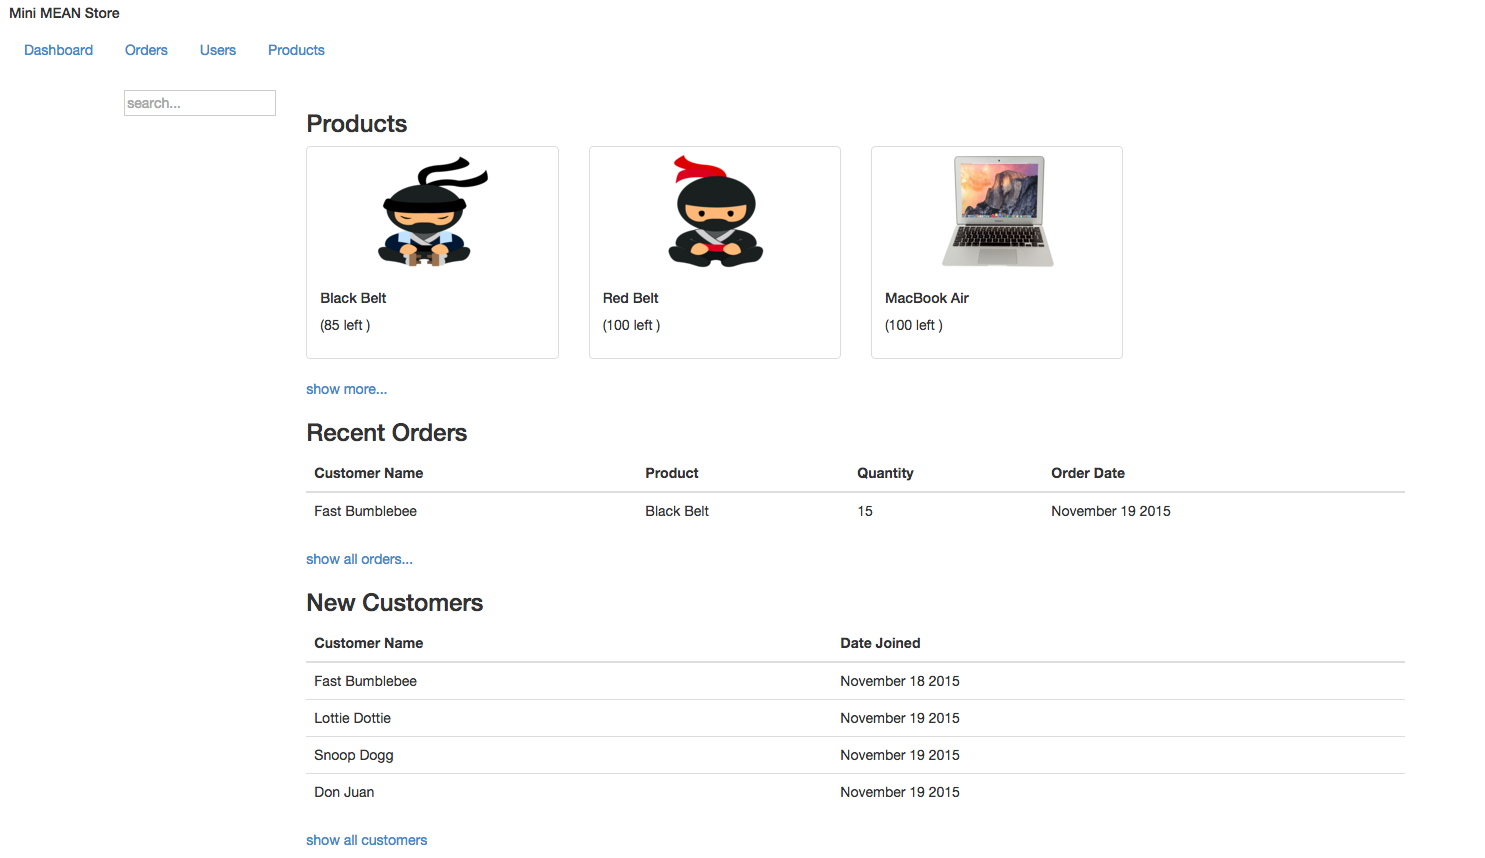 Mini MEAN Store
Dashboard Orders Users Products
search...
Products
Black Belt
(85 left )
Red Belt
(100 left )
MacBook Air
(100 left )
show more...
Recent Orders
Customer Name Product Quantity Order Date
Fast Bumblebee Black Belt 15 November 19 2015
show all orders...
New Customers
Customer Name Date Joined
Fast Bumblebee November 18 2015
Lottie Dottie November 19 2015
Snoop Dogg November 19 2015
Don Juan November 19 2015
show all customers